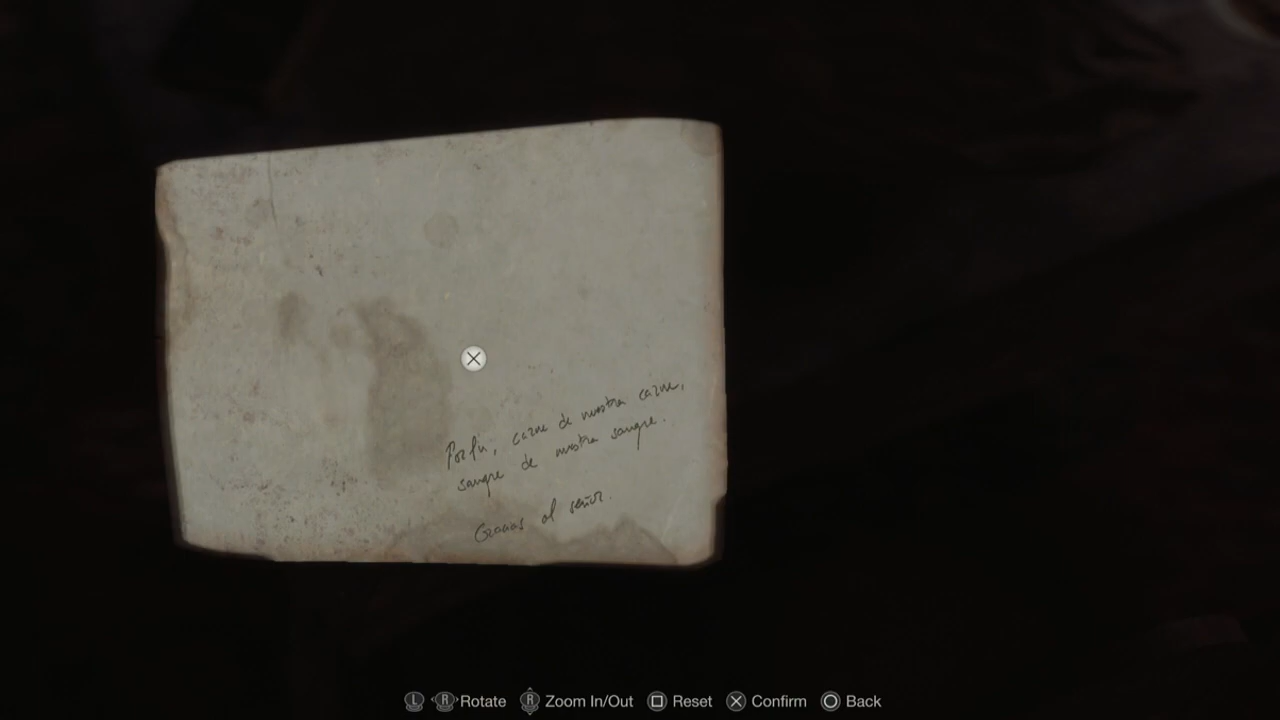 Por fin, carne de nuestra carne,
sangre de nuestra sangre.
Gracias al señor.
L R Rotate R Zoom In/Out Reset Confirm Back